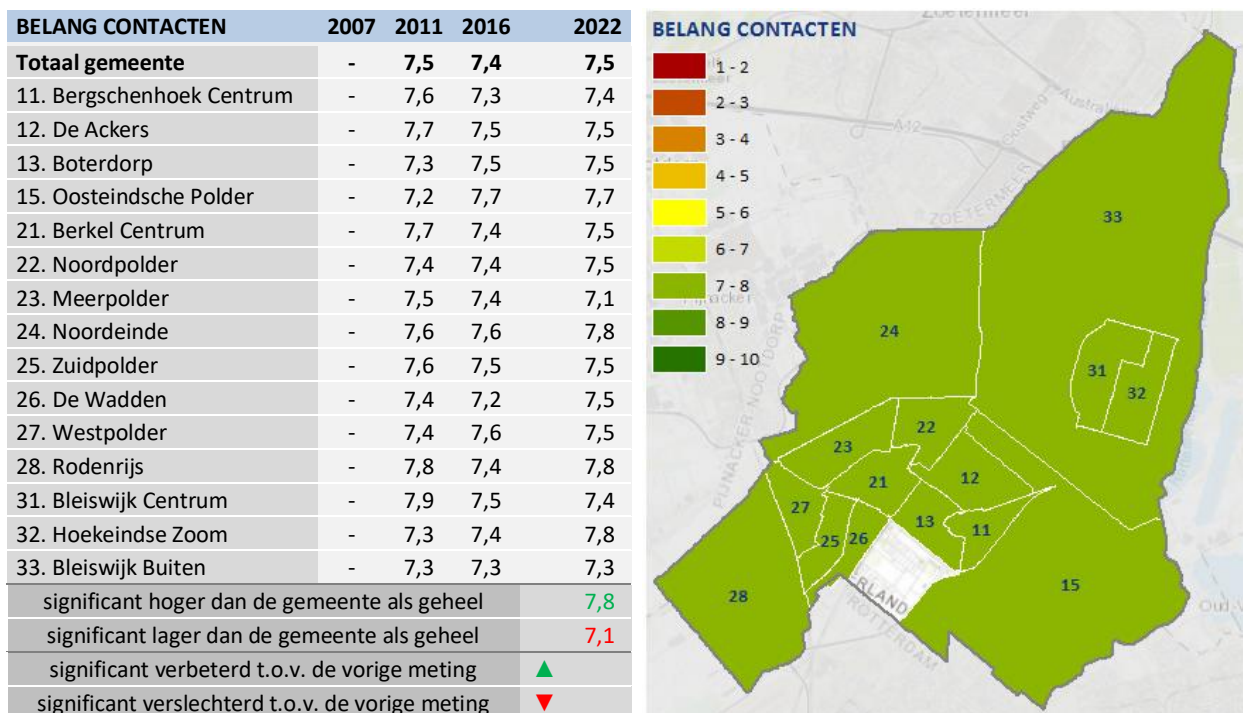 BELANG CONTACTEN 2007 2011 2016 2022
Totaal gemeente - 7,5 7,4 7,5
11. Bergschenhoek Centrum - 7,6 7,3 7,4
12. De Ackers - 7,7 7,5 7,5
13. Boterdorp - 7,3 7,5 7,5
15. Oosteindsche Polder - 7,2 7,7 7,7
21. Berkel Centrum - 7,7 7,4 7,5
22. Noordpolder - 7,4 7,4 7,5
23. Meerpolder - 7,5 7,4 7,1
24. Noordeinde - 7,6 7,6 7,8
25. Zuidpolder - 7,6 7,5 7,5
26. De Wadden - 7,4 7,2 7,5
27. Westpolder - 7,4 7,6 7,5
28. Rodenrijs - 7,8 7,4 7,8
31. Bleiswijk Centrum - 7,9 7,5 7,4
32. Hoekeindse Zoom - 7,3 7,4 7,8
33. Bleiswijk Buiten - 7,3 7,3 7,3
significant hoger dan de gemeente als geheel 7,8
significant lager dan de gemeente als geheel 7,1
significant verbeterd t.o.v. de vorige meting ▲
significant verslechterd t.o.v. de vorige meting ▼
BELANG CONTACTEN
1 - 2
2 - 3
3 - 4
4 - 5
5 - 6
6 - 7
7 - 8
8 - 9
9 - 10
Zoetermeer
A12
Oostweg
ZOETERMEER
PIJNACKER-NOOTDORP
ERLAND
ROTTERDAM
33
24
31
32
22
23
21
12
27
13
11
25
26
28
15